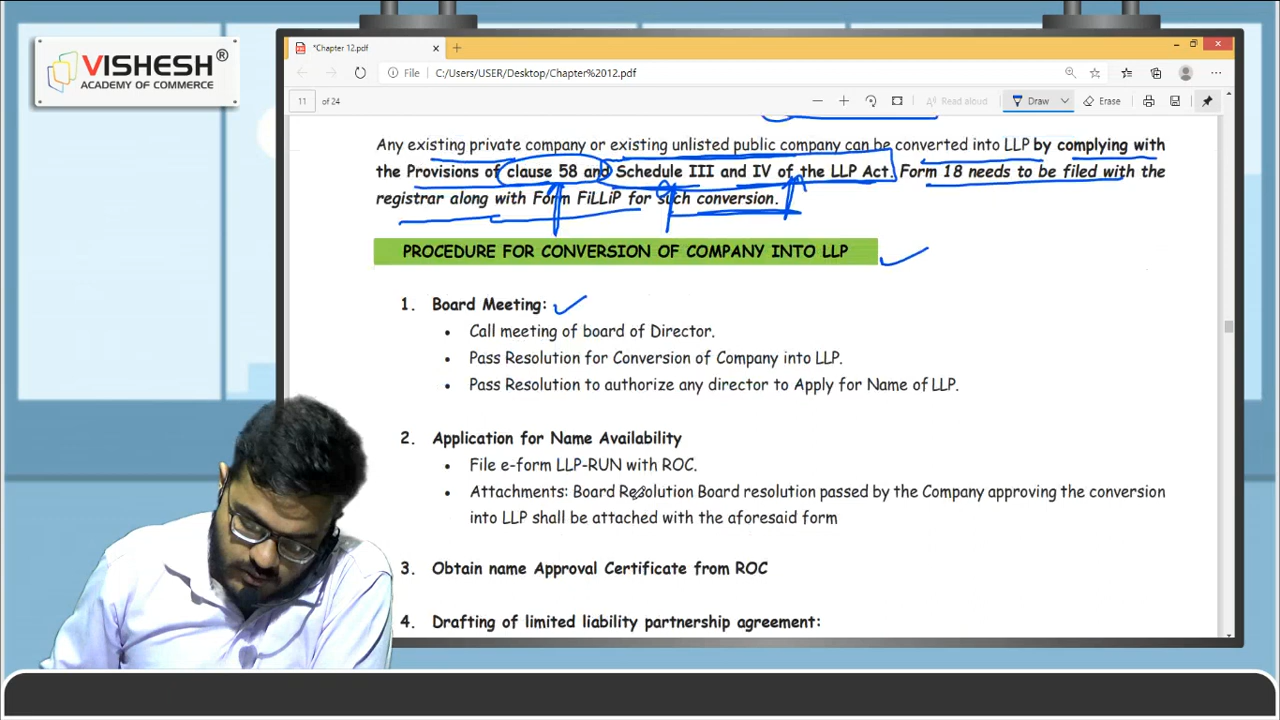 VISHESH®
ACADEMY OF COMMERCE
*Chapter 12.pdf
File C:/Users/USER/Desktop/Chapter%2012.pdf
11 of 24
Read aloud
Draw
Erase
Any existing private company or existing unlisted public company can be converted into LLP by complying with
the Provisions of clause 58 and Schedule III and IV of the LLP Act. Form 18 needs to be filed with the
registrar along with Form FiLLiP for such conversion.
PROCEDURE FOR CONVERSION OF COMPANY INTO LLP
1. Board Meeting:
• Call meeting of board of Director.
• Pass Resolution for Conversion of Company into LLP.
• Pass Resolution to authorize any director to Apply for Name of LLP.
2. Application for Name Availability
• File e-form LLP-RUN with ROC.
• Attachments: Board Resolution Board resolution passed by the Company approving the conversion
into LLP shall be attached with the aforesaid form
3. Obtain name Approval Certificate from ROC
4. Drafting of limited liability partnership agreement: